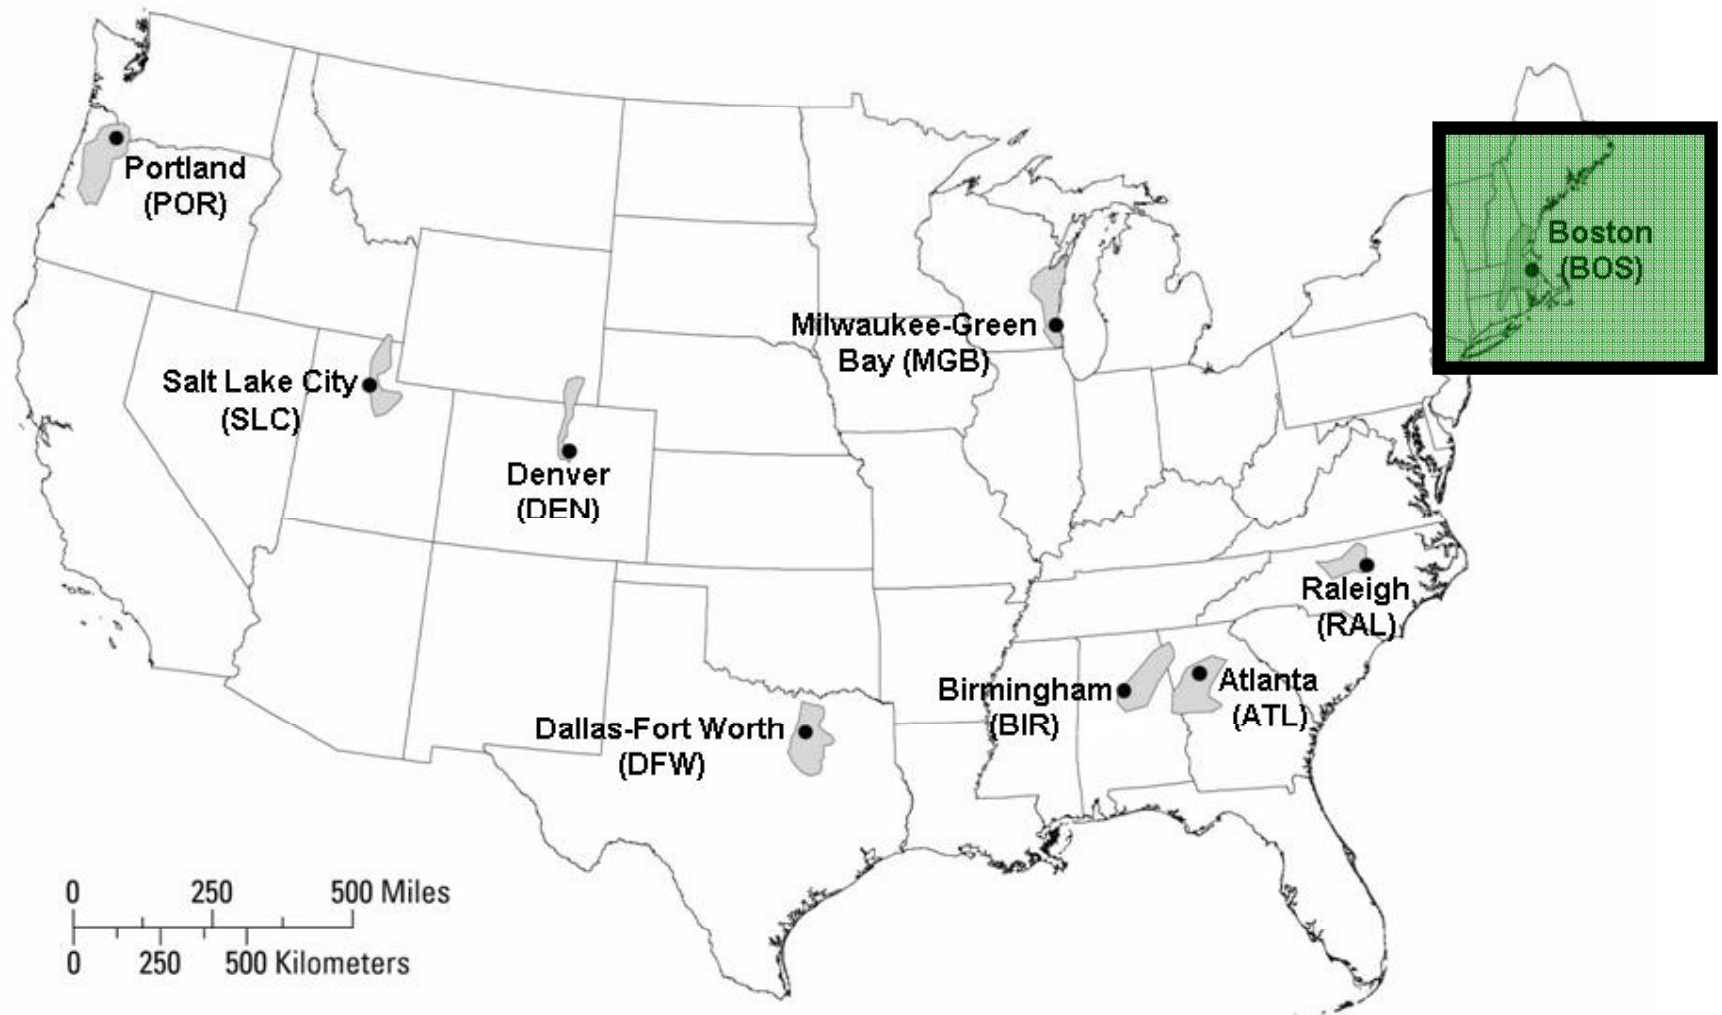 Portland
(POR)
Boston
(BOS)
Milwaukee-Green
Bay (MGB)
Salt Lake City
(SLC)
Denver
(DEN)
Raleigh
(RAL)
Birmingham
(BIR)
Atlanta
(ATL)
Dallas-Fort Worth
(DFW)
0 250 500 Miles
0 250 500 Kilometers